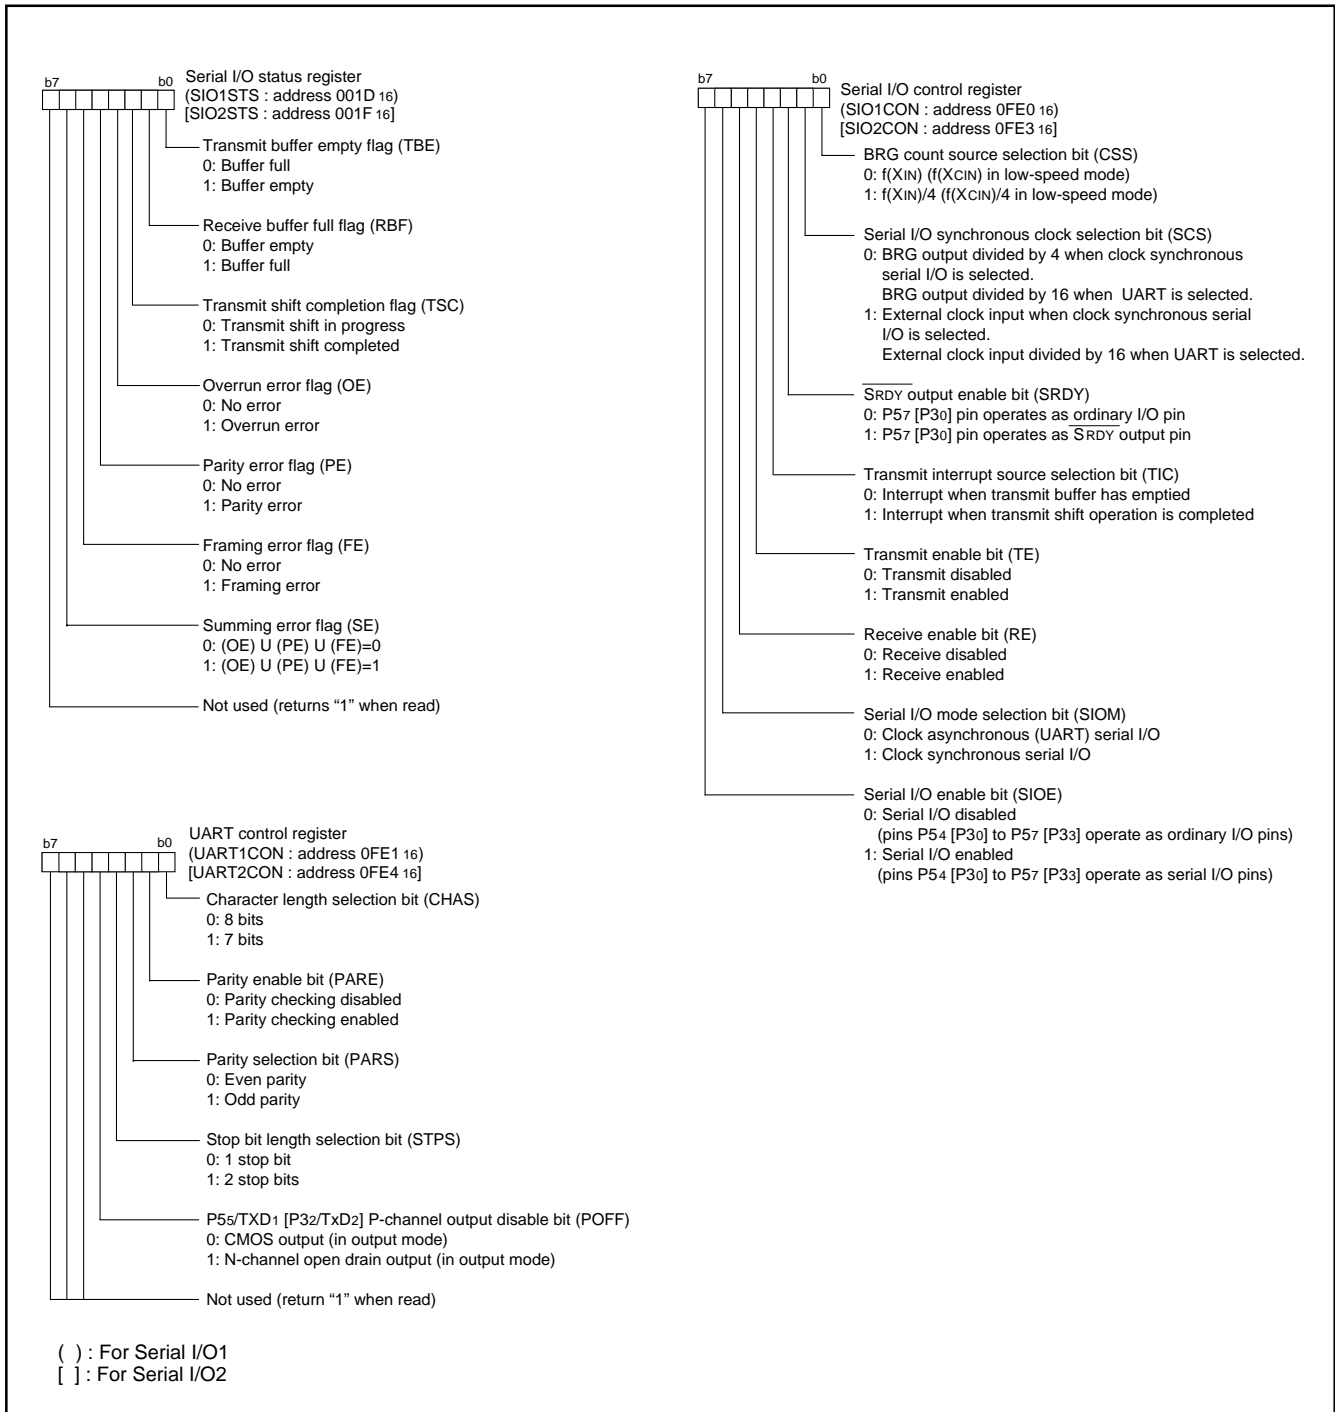 b7 b0 Serial I/O status register
(SIO1STS : address 001D 16)
[SIO2STS : address 001F 16]
Transmit buffer empty flag (TBE)
0: Buffer full
1: Buffer empty
Receive buffer full flag (RBF)
0: Buffer empty
1: Buffer full
Transmit shift completion flag (TSC)
0: Transmit shift in progress
1: Transmit shift completed
Overrun error flag (OE)
0: No error
1: Overrun error
Parity error flag (PE)
0: No error
1: Parity error
Framing error flag (FE)
0: No error
1: Framing error
Summing error flag (SE)
0: (OE) U (PE) U (FE)=0
1: (OE) U (PE) U (FE)=1
Not used (returns “1” when read)
b7 b0 UART control register
(UART1CON : address 0FE1 16)
[UART2CON : address 0FE4 16]
Character length selection bit (CHAS)
0: 8 bits
1: 7 bits
Parity enable bit (PARE)
0: Parity checking disabled
1: Parity checking enabled
Parity selection bit (PARS)
0: Even parity
1: Odd parity
Stop bit length selection bit (STPS)
0: 1 stop bit
1: 2 stop bits
P55/TXD1 [P32/TxD2] P-channel output disable bit (POFF)
0: CMOS output (in output mode)
1: N-channel open drain output (in output mode)
Not used (return “1” when read)
( ) : For Serial I/O1
[ ] : For Serial I/O2
b7 b0 Serial I/O control register
(SIO1CON : address 0FE0 16)
[SIO2CON : address 0FE3 16]
BRG count source selection bit (CSS)
0: f(XIN) (f(XCIN) in low-speed mode)
1: f(XIN)/4 (f(XCIN)/4 in low-speed mode)
Serial I/O synchronous clock selection bit (SCS)
0: BRG output divided by 4 when clock synchronous
serial I/O is selected.
BRG output divided by 16 when UART is selected.
1: External clock input when clock synchronous serial
I/O is selected.
External clock input divided by 16 when UART is selected.
SRDY output enable bit (SRDY)
0: P57 [P30] pin operates as ordinary I/O pin
1: P57 [P30] pin operates as SRDY output pin
Transmit interrupt source selection bit (TIC)
0: Interrupt when transmit buffer has emptied
1: Interrupt when transmit shift operation is completed
Transmit enable bit (TE)
0: Transmit disabled
1: Transmit enabled
Receive enable bit (RE)
0: Receive disabled
1: Receive enabled
Serial I/O mode selection bit (SIOM)
0: Clock asynchronous (UART) serial I/O
1: Clock synchronous serial I/O
Serial I/O enable bit (SIOE)
0: Serial I/O disabled
(pins P54 [P30] to P57 [P33] operate as ordinary I/O pins)
1: Serial I/O enabled
(pins P54 [P30] to P57 [P33] operate as serial I/O pins)